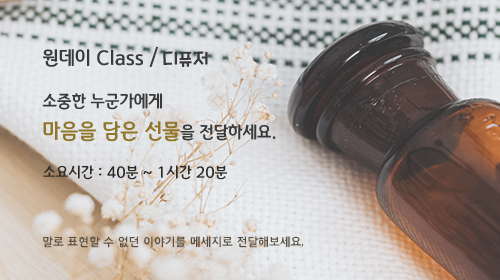 원데이 Class / 디퓨저
소중한 누군가에게
마음을 담은 선물을 전달하세요.
소요시간 : 40분 ~ 1시간 20분
말로 표현할 수 없던 이야기를 메세지로 전달해보세요.